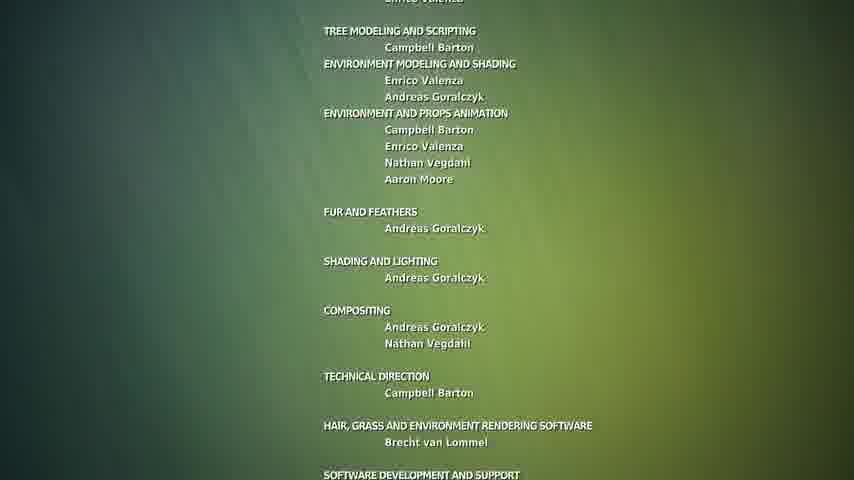 Enrico Valenza
TREE MODELING AND SCRIPTING
Campbell Barton
ENVIRONMENT MODELING AND SHADING
Enrico Valenza
Andreas Goralczyk
ENVIRONMENT AND PROPS ANIMATION
Campbell Barton
Enrico Valenza
Nathan Vegdahl
Aaron Moore
FUR AND FEATHERS
Andreas Goralczyk
SHADING AND LIGHTING
Andreas Goralczyk
COMPOSITING
Andreas Goralczyk
Nathan Vegdahl
TECHNICAL DIRECTION
Campbell Barton
HAIR, GRASS AND ENVIRONMENT RENDERING SOFTWARE
Brecht van Lommel
SOFTWARE DEVELOPMENT AND SUPPORT